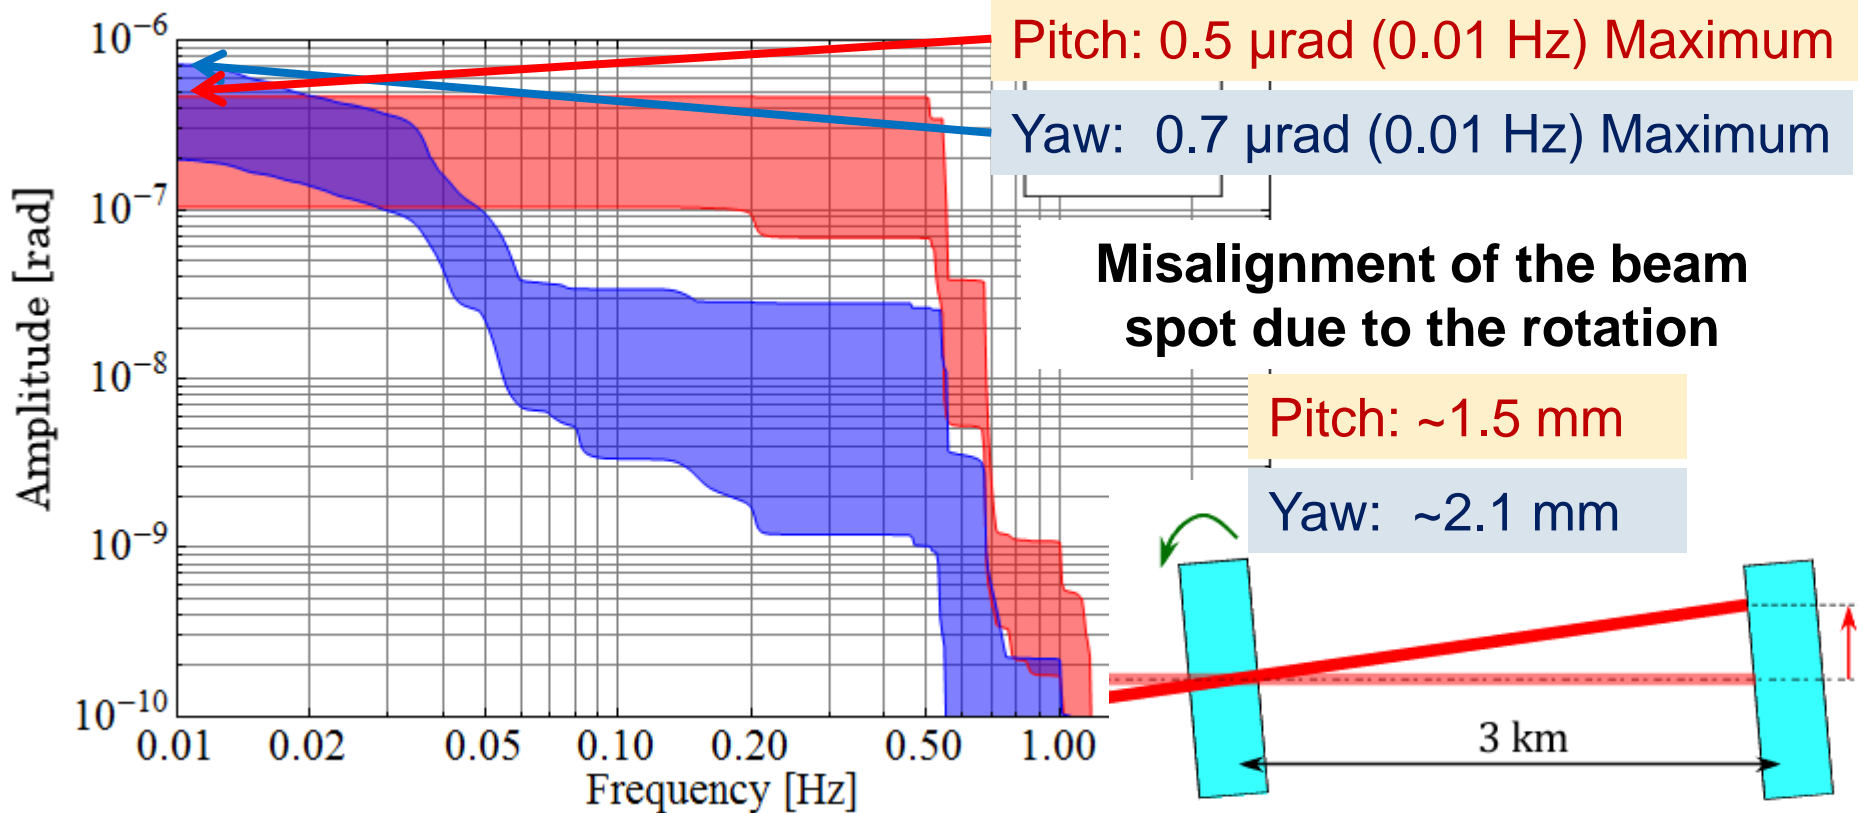 Pitch: 0.5 μrad (0.01 Hz) Maximum
Yaw: 0.7 μrad (0.01 Hz) Maximum
Misalignment of the beam
spot due to the rotation
Pitch: ~1.5 mm
Yaw: ~2.1 mm
3 km
Amplitude [rad]
10⁻⁶
10⁻⁷
10⁻⁸
10⁻⁹
10⁻¹⁰
0.01 0.02 0.05 0.10 0.20 0.50 1.00
Frequency [Hz]